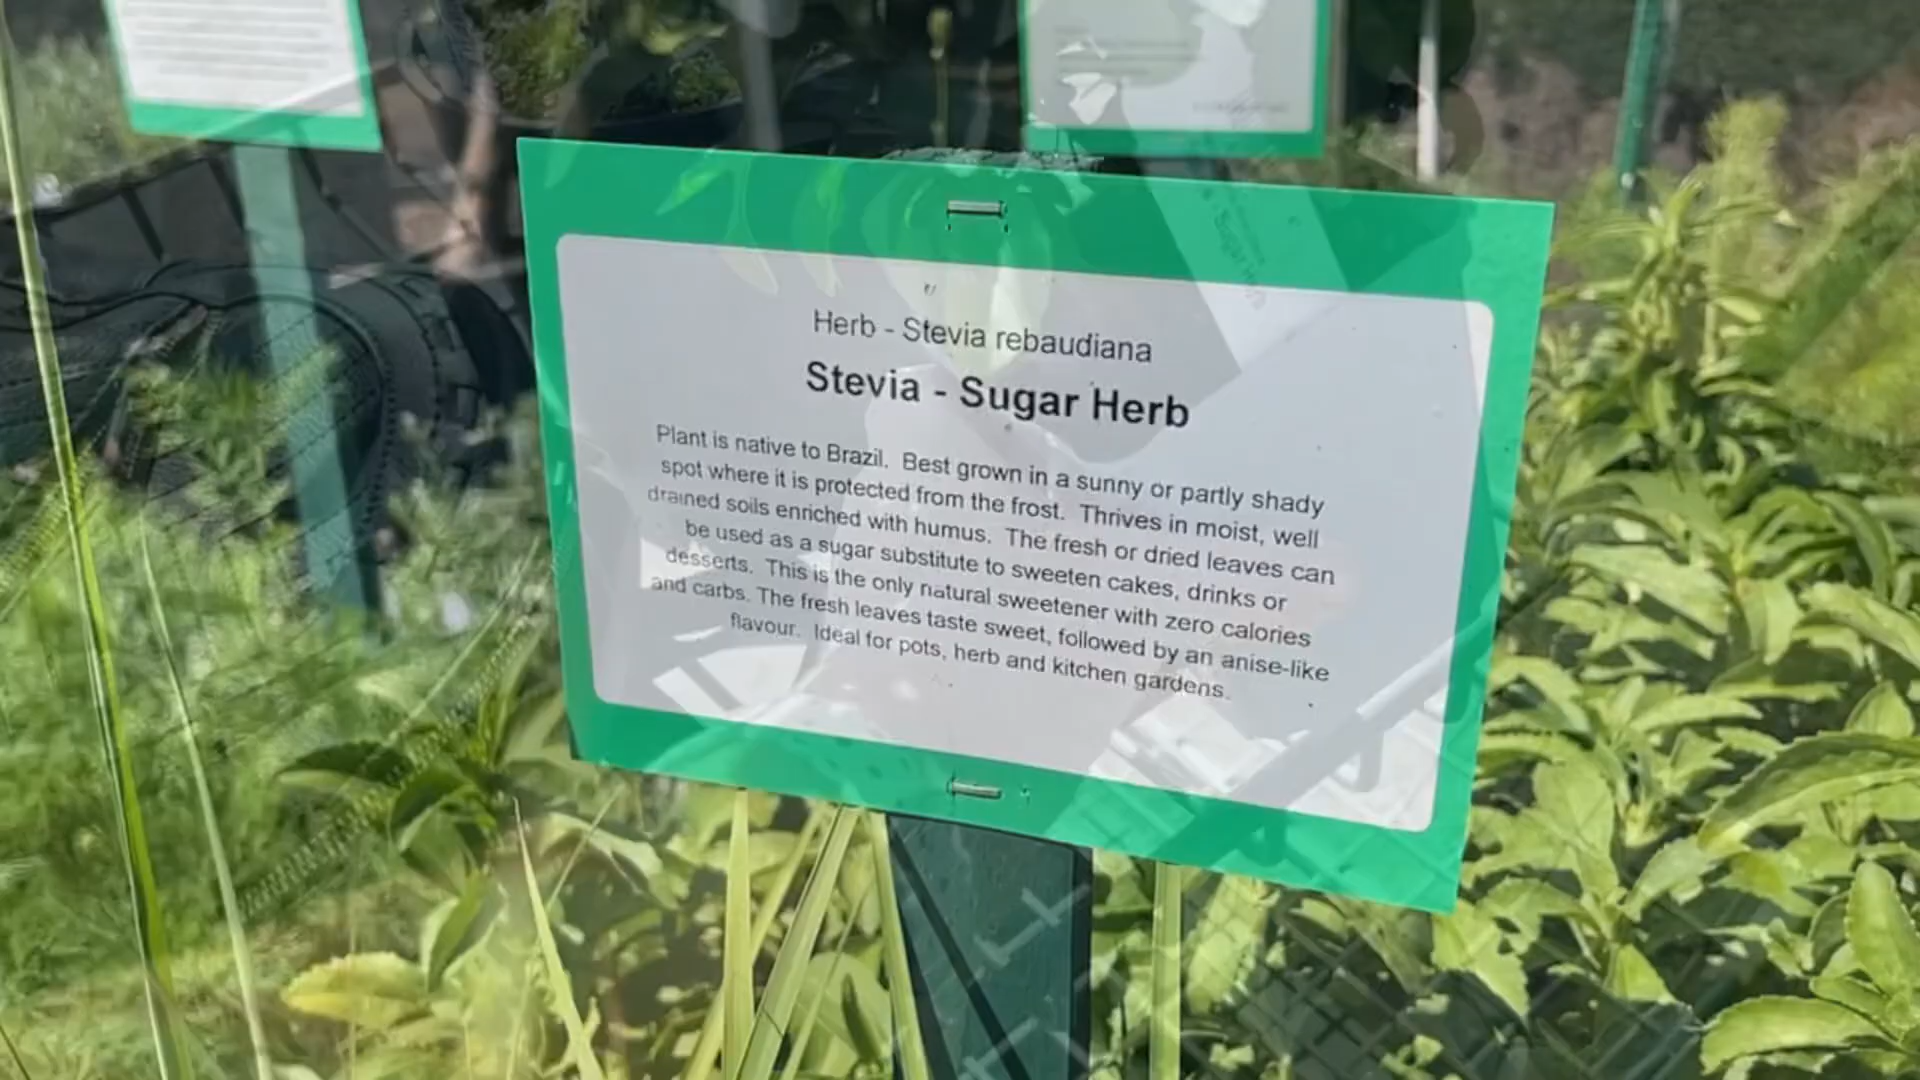 Herb - Stevia rebaudiana
Stevia - Sugar Herb
Plant is native to Brazil. Best grown in a sunny or partly shady
spot where it is protected from the frost. Thrives in moist, well
drained soils enriched with humus. The fresh or dried leaves can
be used as a sugar substitute to sweeten cakes, drinks or
desserts. This is the only natural sweetener with zero calories
and carbs. The fresh leaves taste sweet, followed by an anise-like
flavour. Ideal for pots, herb and kitchen gardens.